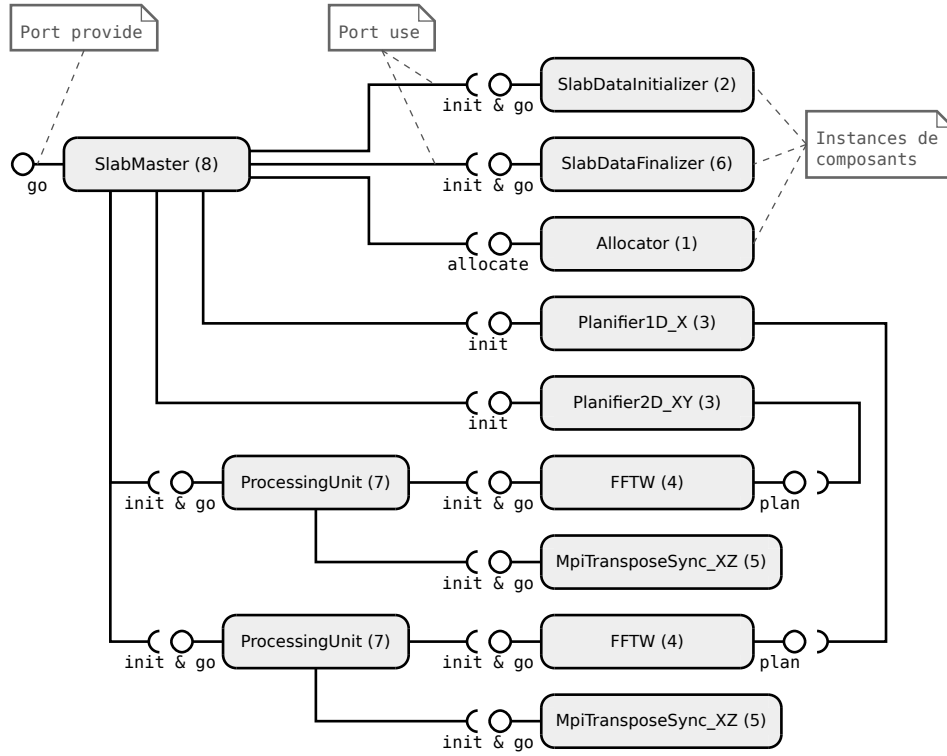 Port provide
Port use
SlabDataInitializer (2)
init & go
Instances de
composants
SlabMaster (8)
go
SlabDataFinalizer (6)
init & go
Allocator (1)
allocate
Planifier1D_X (3)
init
Planifier2D_XY (3)
init
ProcessingUnit (7)
FFTW (4)
init & go
init & go
plan
MpiTransposeSync_XZ (5)
init & go
ProcessingUnit (7)
FFTW (4)
init & go
init & go
plan
MpiTransposeSync_XZ (5)
init & go